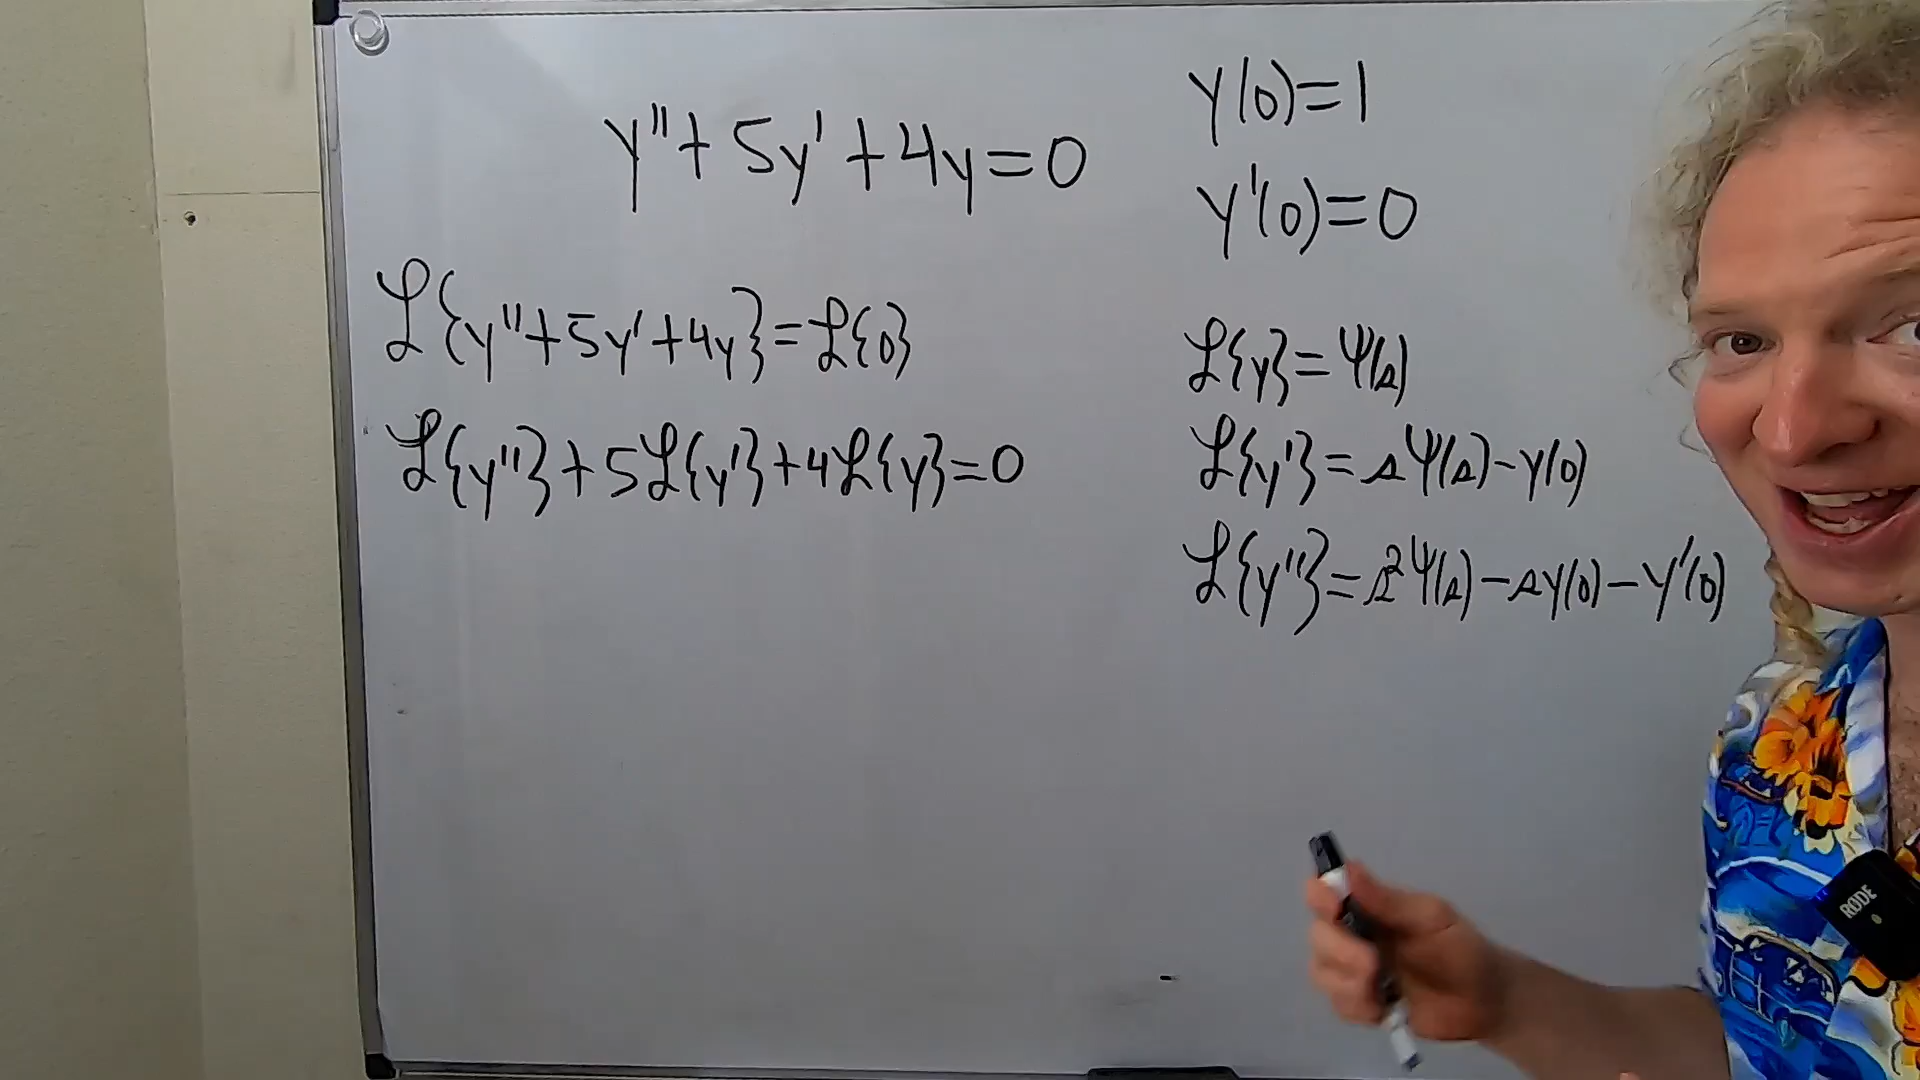 y''+5y'+4y=0
y(0)=1
y'(0)=0
ℒ{y''+5y'+4y}=ℒ{0}
ℒ{y''}+5ℒ{y'}+4ℒ{y}=0
ℒ{y}=Ψ(s)
ℒ{y'}=sΨ(s)-y(0)
ℒ{y''}=s²Ψ(s)-sy(0)-y'(0)
RØDE